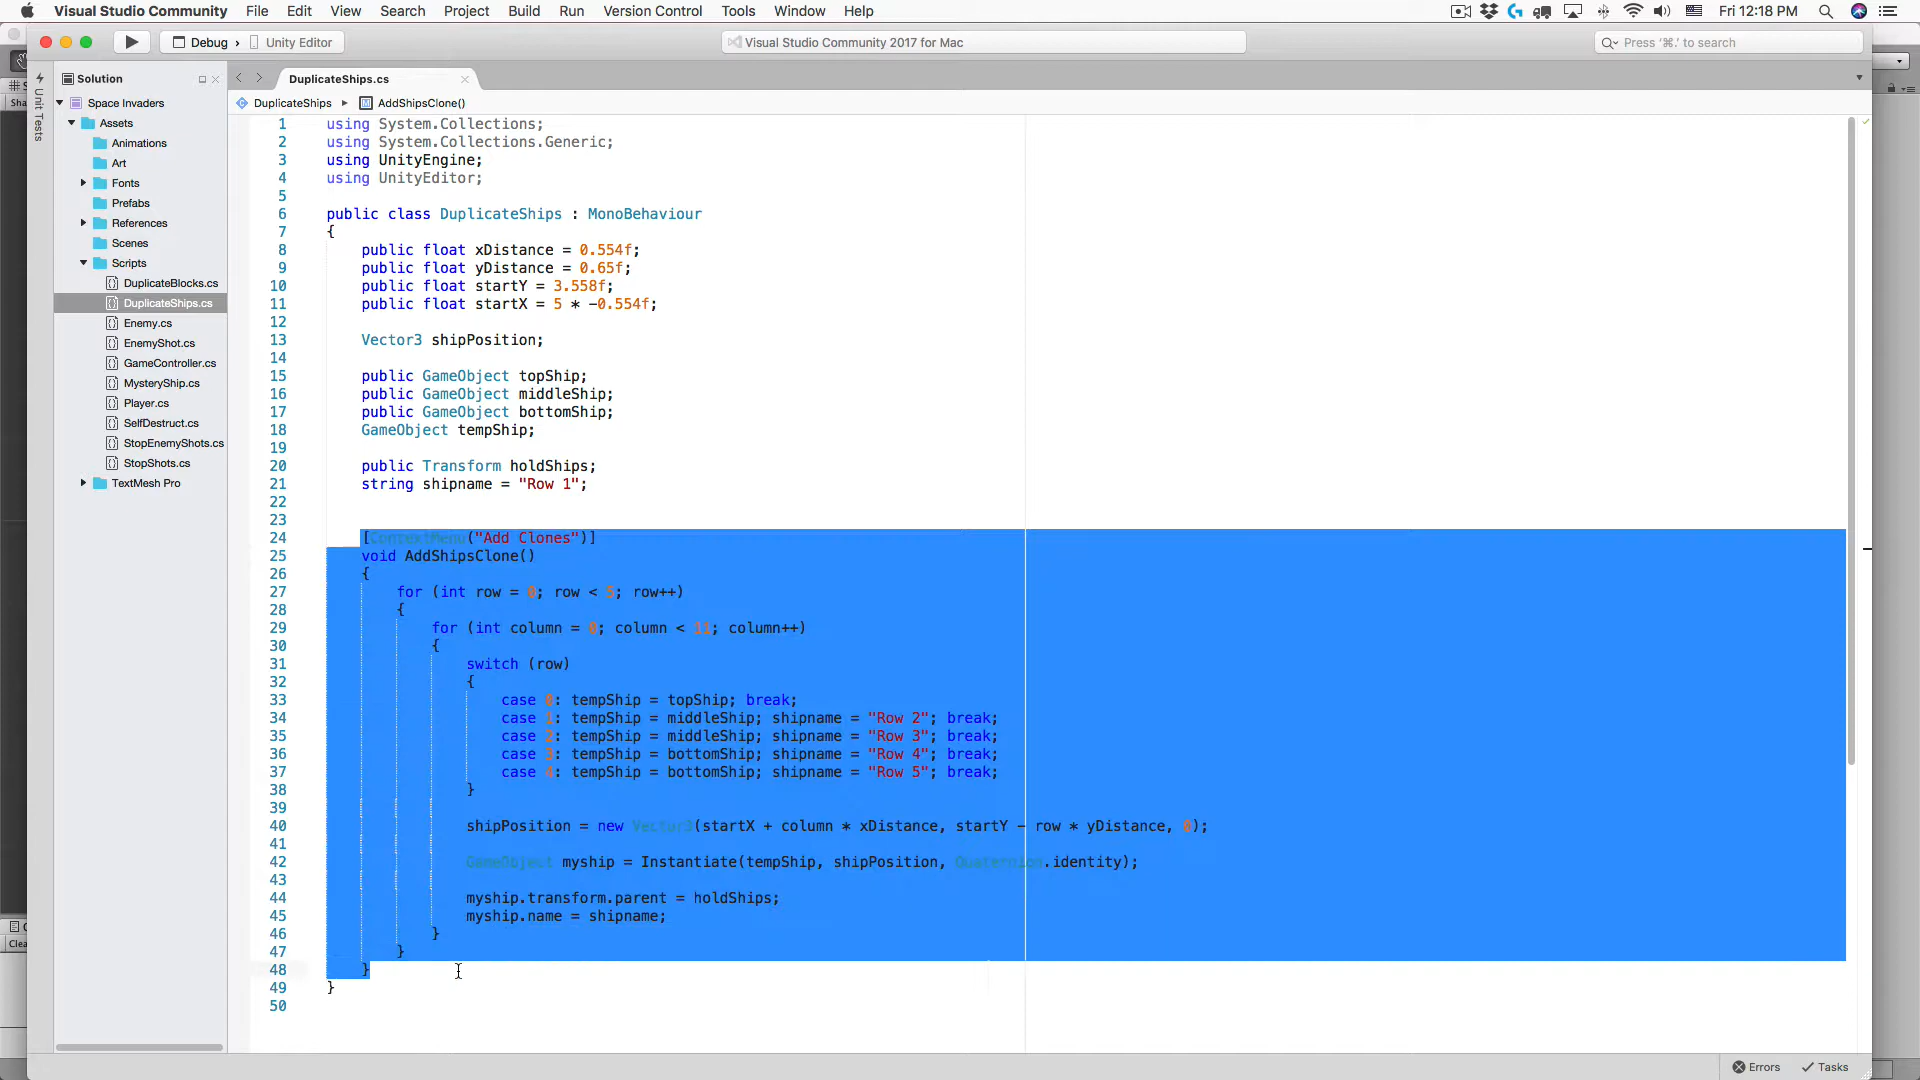 Visual Studio Community File Edit View Search Project Build Run Version Control Tools Window Help Fri 12:18 PM
Debug › Unity Editor Visual Studio Community 2017 for Mac Press ‘⌘.’ to search
Unit Tests
Solution
Space Invaders
Assets
Animations
Art
Fonts
Prefabs
References
Scenes
Scripts
DuplicateBlocks.cs
DuplicateShips.cs
Enemy.cs
EnemyShot.cs
GameController.cs
MysteryShip.cs
Player.cs
SelfDestruct.cs
StopEnemyShots.cs
StopShots.cs
TextMesh Pro
DuplicateShips.cs
DuplicateShips AddShipsClone()
1 using System.Collections;
2 using System.Collections.Generic;
3 using UnityEngine;
4 using UnityEditor;
5
6 public class DuplicateShips : MonoBehaviour
7 {
8 public float xDistance = 0.554f;
9 public float yDistance = 0.65f;
10 public float startY = 3.558f;
11 public float startX = 5 * -0.554f;
12
13 Vector3 shipPosition;
14
15 public GameObject topShip;
16 public GameObject middleShip;
17 public GameObject bottomShip;
18 GameObject tempShip;
19
20 public Transform holdShips;
21 string shipname = "Row 1";
22
23
24 [ContextMenu("Add Clones")]
25 void AddShipsClone()
26 {
27 for (int row = 0; row < 5; row++)
28 {
29 for (int column = 0; column < 11; column++)
30 {
31 switch (row)
32 {
33 case 0: tempShip = topShip; break;
34 case 1: tempShip = middleShip; shipname = "Row 2"; break;
35 case 2: tempShip = middleShip; shipname = "Row 3"; break;
36 case 3: tempShip = bottomShip; shipname = "Row 4"; break;
37 case 4: tempShip = bottomShip; shipname = "Row 5"; break;
38 }
39
40 shipPosition = new Vector3(startX + column * xDistance, startY - row * yDistance, 0);
41
42 GameObject myship = Instantiate(tempShip, shipPosition, Quaternion.identity);
43
44 myship.transform.parent = holdShips;
45 myship.name = shipname;
46 }
47 }
48 }
49 }
50
Errors Tasks